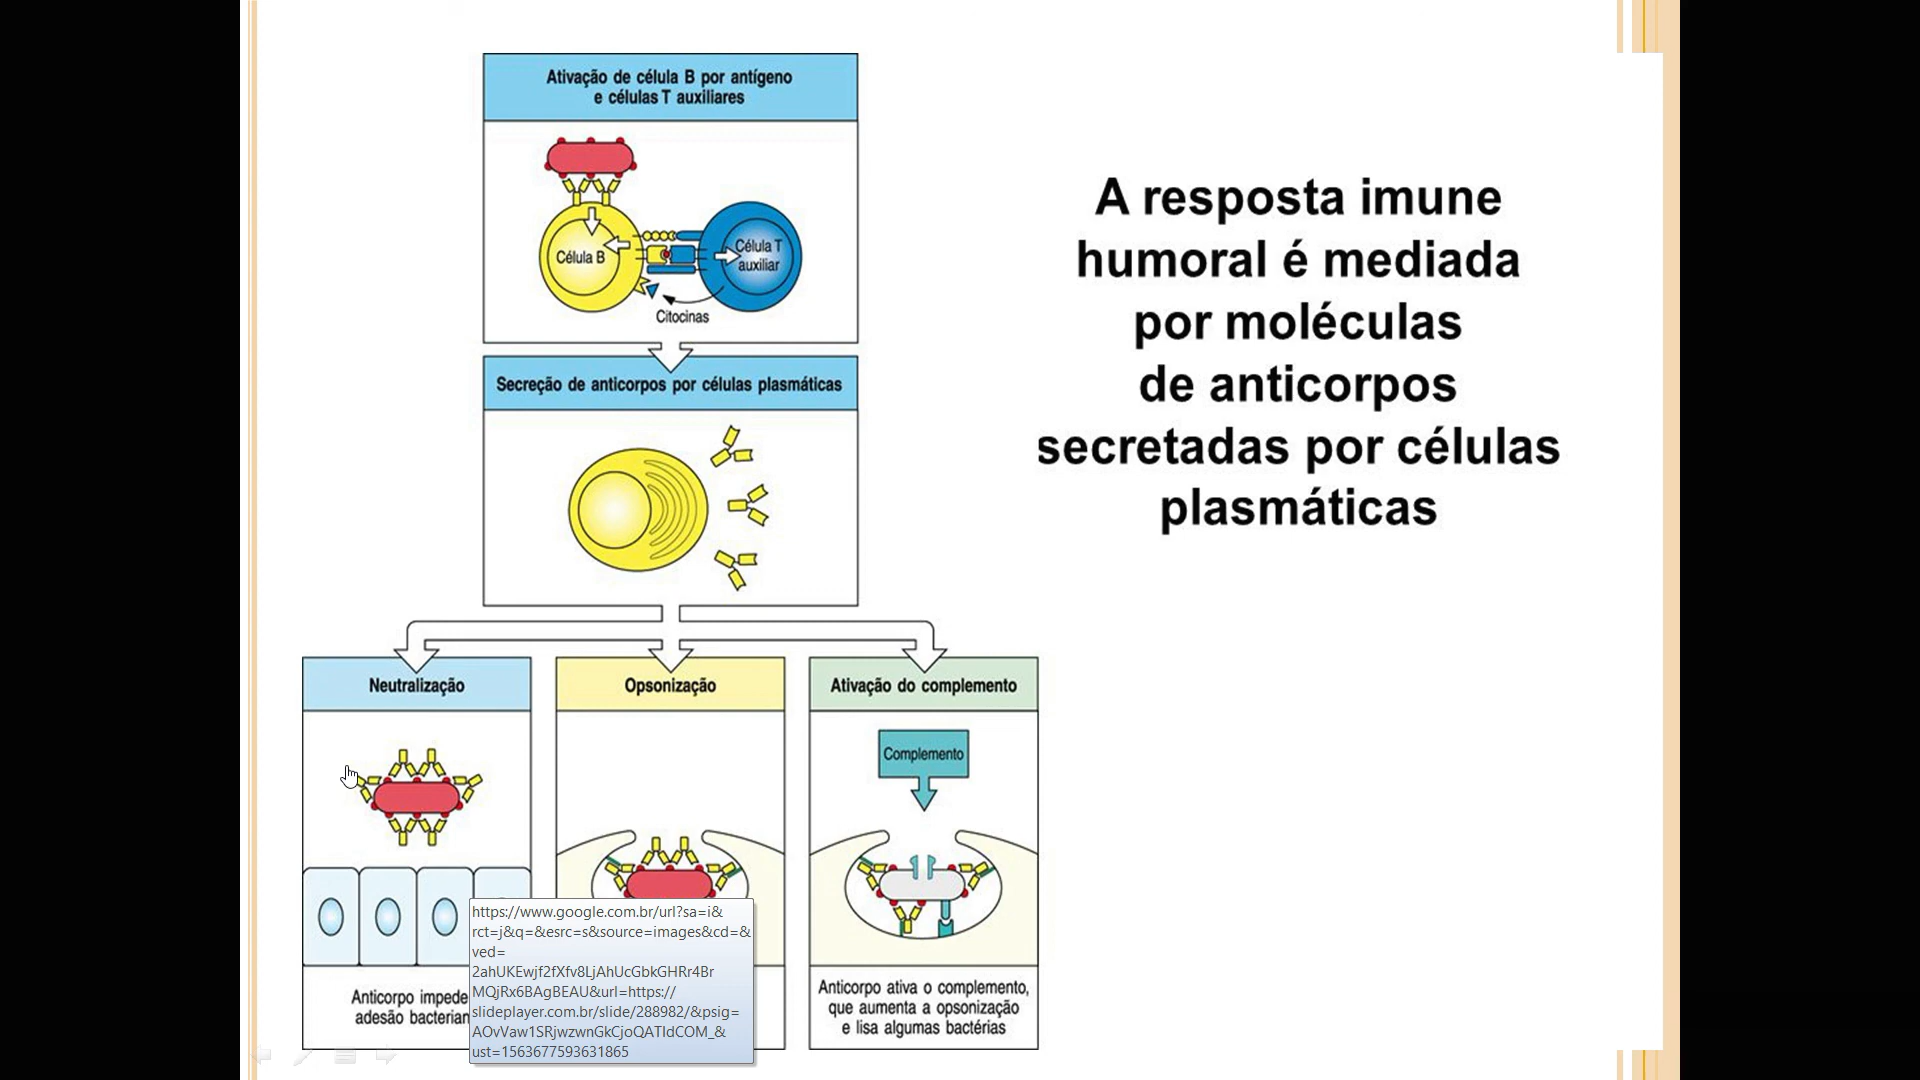 Ativação de célula B por antígeno
e células T auxiliares
Célula B
Célula T
auxiliar
Citocinas
Secreção de anticorpos por células plasmáticas
A resposta imune
humoral é mediada
por moléculas
de anticorpos
secretadas por células
plasmáticas
Neutralização
Opsonização
Ativação do complemento
Complemento
Anticorpo impede
adesão bacterian
https://www.google.com.br/url?sa=i&
rct=j&q=&esrc=s&source=images&cd=&
ved=
2ahUKEwjf2fXfv8LjAhUcGbkGHRr4Br
MQjRx6BAgBEAU&url=https://
slideplayer.com.br/slide/288982/&psig=
AOvVaw1SRjwzwnGkCjoQATIdCOM_&
ust=1563677593631865
Anticorpo ativa o complemento,
que aumenta a opsonização
e lisa algumas bactérias